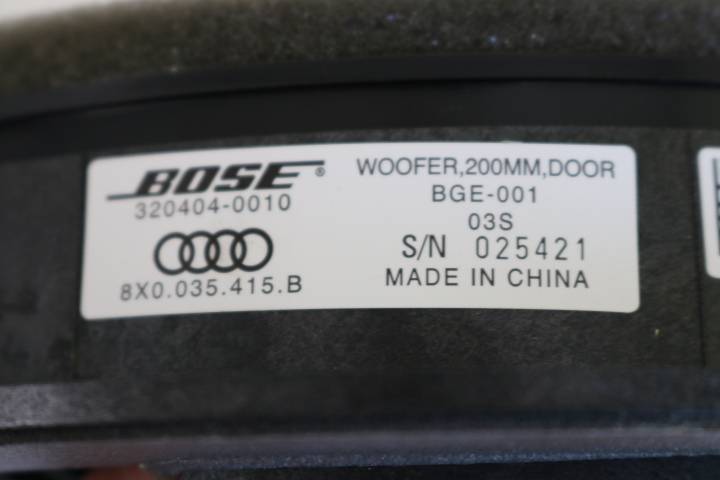 BOSE®
320404-0010
8X0.035.415.B
WOOFER,200MM,DOOR
BGE-001
03S
S/N 025421
MADE IN CHINA